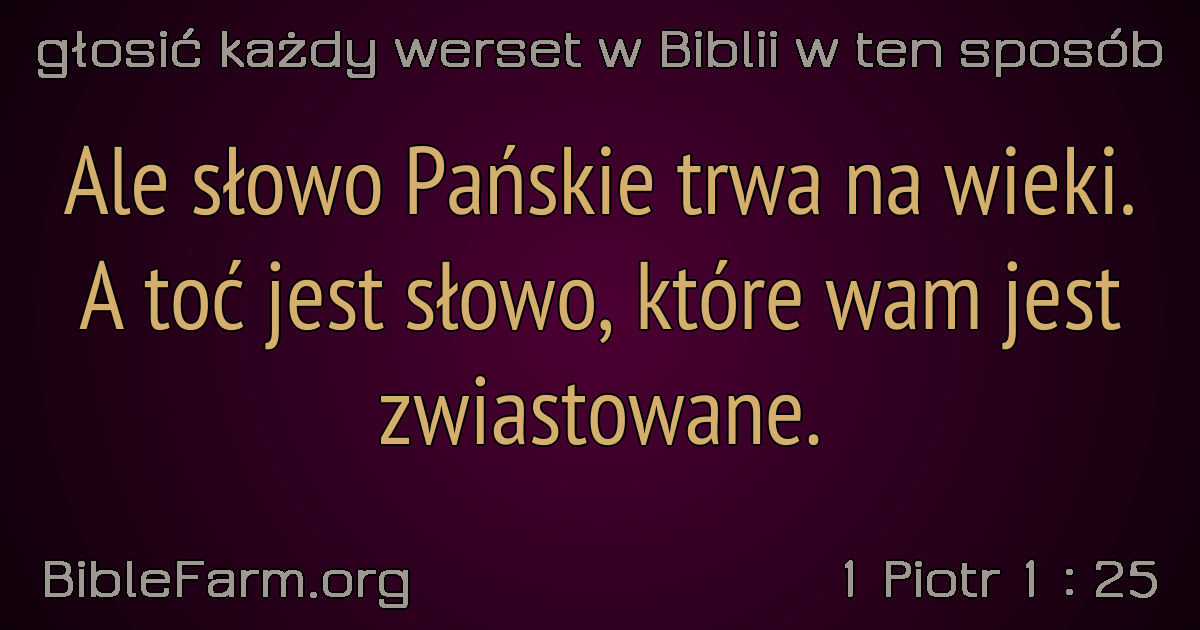 głosić każdy werset w Biblii w ten sposób
Ale słowo Pańskie trwa na wieki.
A toć jest słowo, które wam jest
zwiastowane.
BibleFarm.org
1 Piotr 1 : 25